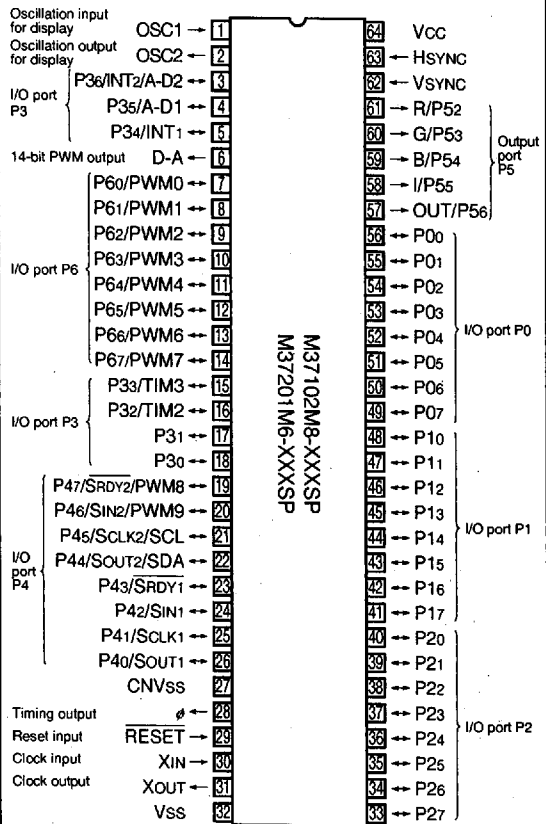 Oscillation input for display OSC1 → 1
Oscillation output for display OSC2 ← 2
I/O port P3
P36/INT2/A-D2 ↔ 3
P35/A-D1 ↔ 4
P34/INT1 ↔ 5
14-bit PWM output D-A ← 6
I/O port P6
P60/PWM0 ↔ 7
P61/PWM1 ↔ 8
P62/PWM2 ↔ 9
P63/PWM3 ↔ 10
P64/PWM4 ↔ 11
P65/PWM5 ↔ 12
P66/PWM6 ↔ 13
P67/PWM7 ↔ 14
I/O port P3
P33/TIM3 ↔ 15
P32/TIM2 ↔ 16
P31 ↔ 17
P30 ↔ 18
I/O port P4
P47/SRDY2/PWM8 ↔ 19
P46/SIN2/PWM9 ↔ 20
P45/SCLK2/SCL ↔ 21
P44/SOUT2/SDA ↔ 22
P43/SRDY1 ↔ 23
P42/SIN1 ↔ 24
P41/SCLK1 ↔ 25
P40/SOUT1 ↔ 26
CNVSS 27
Timing output ø ← 28
Reset input RESET → 29
Clock input XIN → 30
Clock output XOUT ← 31
VSS 32
M37102M8-XXXSP
M37201M6-XXXSP
64 VCC
63 ← HSYNC
62 ← VSYNC
61 → R/P52
60 → G/P53
59 → B/P54
58 → I/P55
57 → OUT/P56
Output port P5
56 ↔ P00
55 ↔ P01
54 ↔ P02
53 ↔ P03
52 ↔ P04
51 ↔ P05
50 ↔ P06
49 ↔ P07
I/O port P0
48 ↔ P10
47 ↔ P11
46 ↔ P12
45 ↔ P13
44 ↔ P14
43 ↔ P15
42 ↔ P16
41 ↔ P17
I/O port P1
40 ↔ P20
39 ↔ P21
38 ↔ P22
37 ↔ P23
36 ↔ P24
35 ↔ P25
34 ↔ P26
33 ↔ P27
I/O port P2